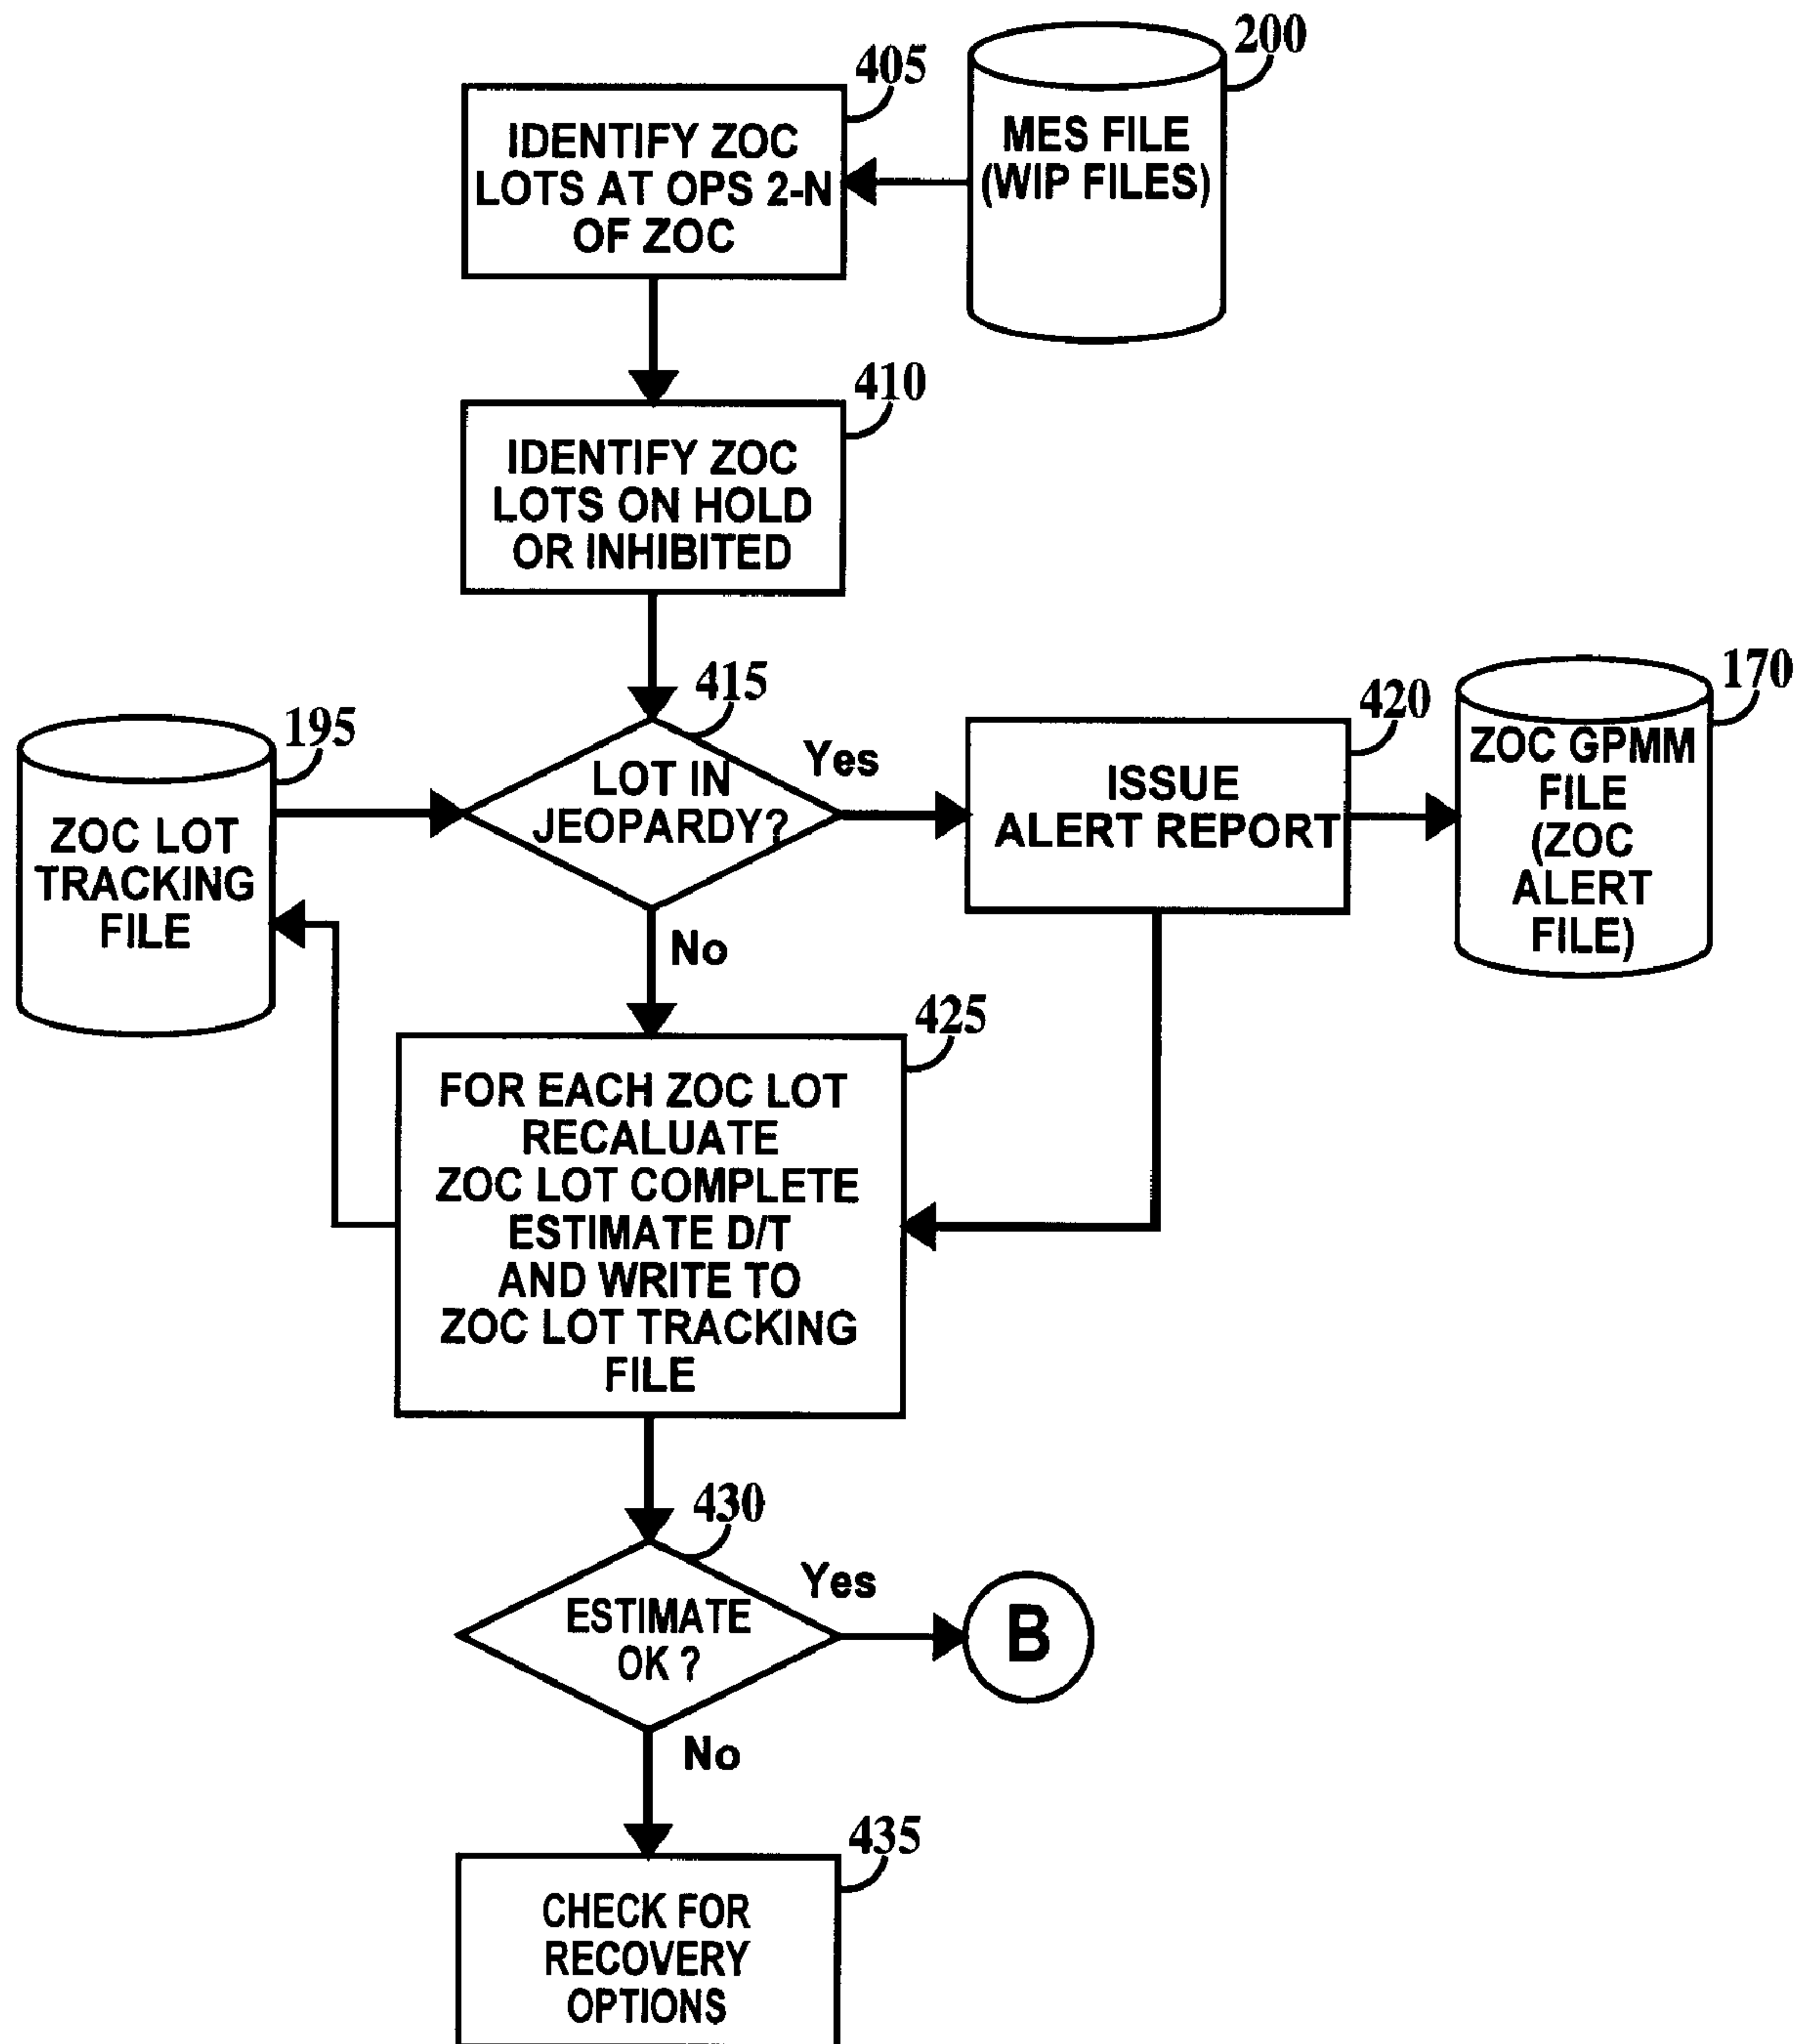 200
405
IDENTIFY ZOC
LOTS AT OPS 2-N
OF ZOC
MES FILE
(WIP FILES)
410
IDENTIFY ZOC
LOTS ON HOLD
OR INHIBITED
415
LOT IN
JEOPARDY?
Yes
No
195
ZOC LOT
TRACKING
FILE
420
ISSUE
ALERT REPORT
170
ZOC GPMM
FILE
(ZOC
ALERT
FILE)
425
FOR EACH ZOC LOT
RECALUATE
ZOC LOT COMPLETE
ESTIMATE D/T
AND WRITE TO
ZOC LOT TRACKING
FILE
430
ESTIMATE
OK ?
Yes
B
No
435
CHECK FOR
RECOVERY
OPTIONS